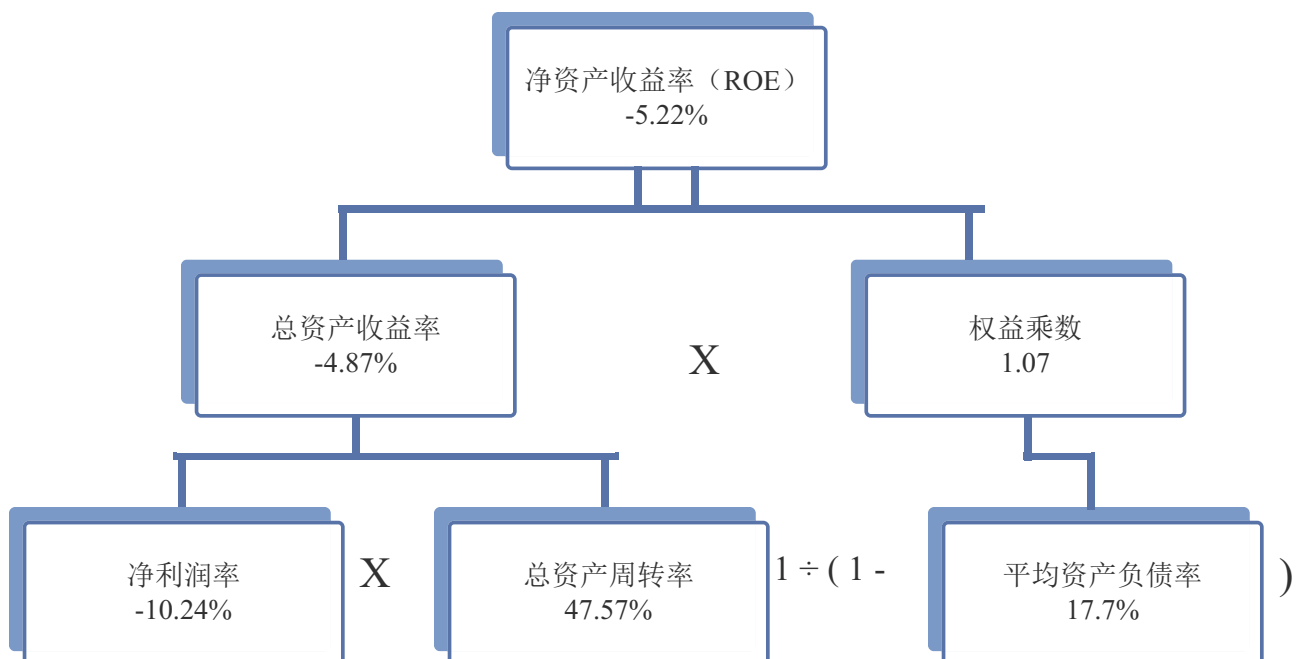 净资产收益率（ROE）
-5.22%
总资产收益率
-4.87%
X
权益乘数
1.07
净利润率
-10.24%
X
总资产周转率
47.57%
1 ÷ ( 1 -
平均资产负债率
17.7%
)